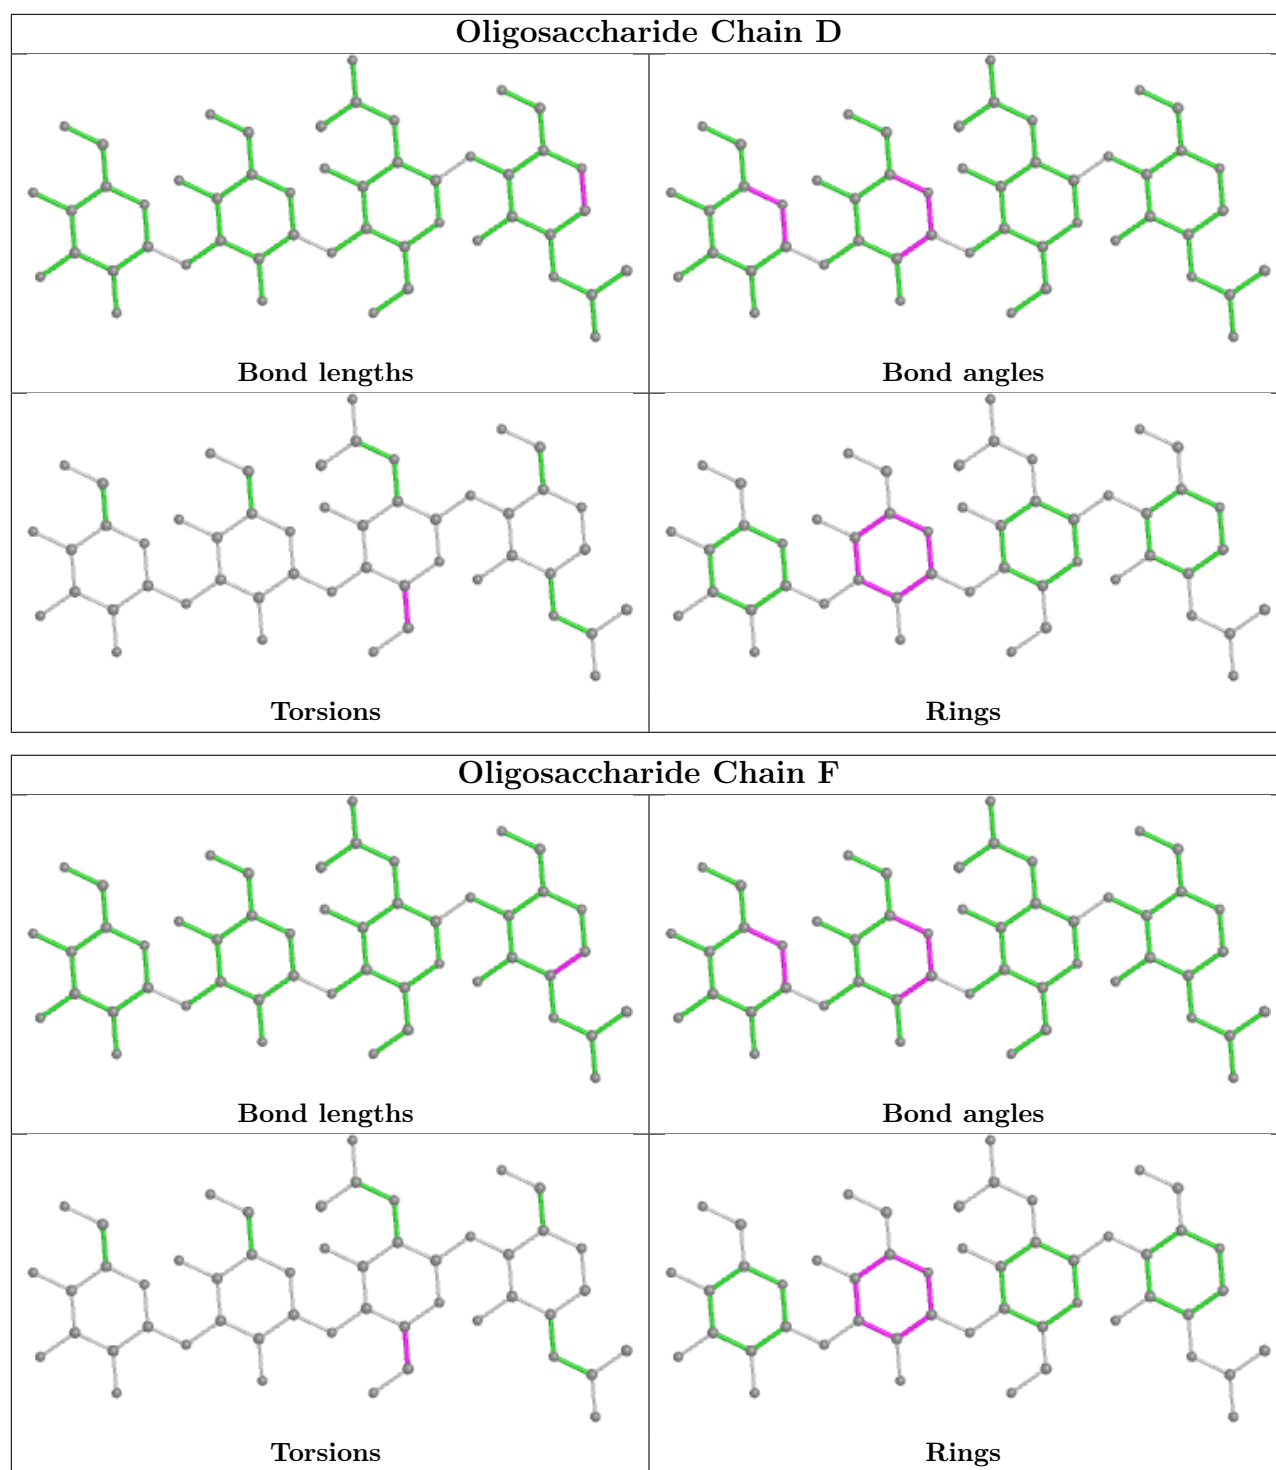 Oligosaccharide Chain D
Bond lengths
Bond angles
Torsions
Rings
Oligosaccharide Chain F
Bond lengths
Bond angles
Torsions
Rings